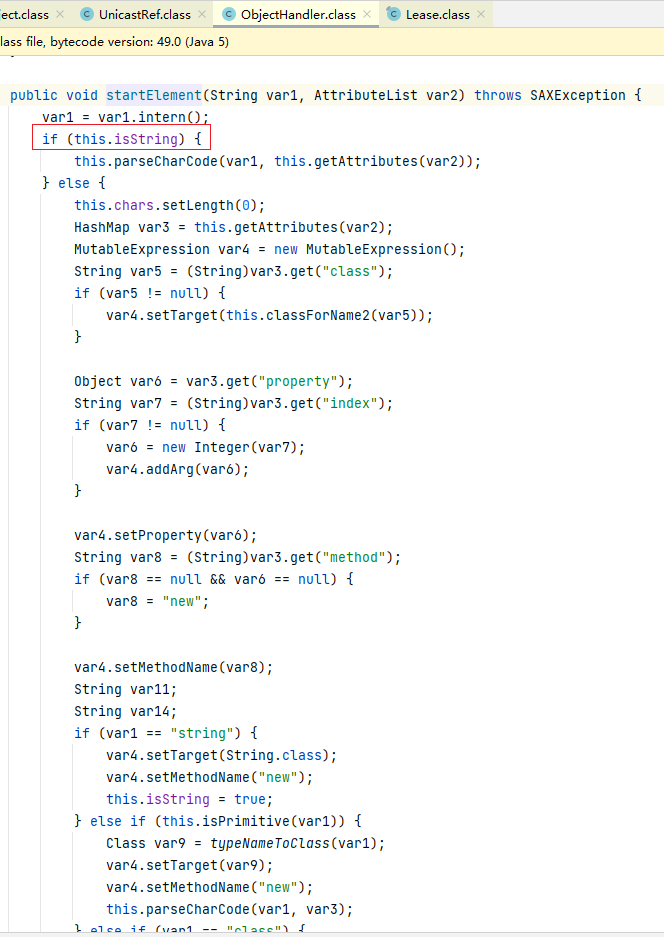 ect.class × UnicastRef.class × ObjectHandler.class × Lease.class ×
lass file, bytecode version: 49.0 (Java 5)
public void startElement(String var1, AttributeList var2) throws SAXException {
var1 = var1.intern();
if (this.isString) {
this.parseCharCode(var1, this.getAttributes(var2));
} else {
this.chars.setLength(0);
HashMap var3 = this.getAttributes(var2);
MutableExpression var4 = new MutableExpression();
String var5 = (String)var3.get("class");
if (var5 != null) {
var4.setTarget(this.classForName2(var5));
}
Object var6 = var3.get("property");
String var7 = (String)var3.get("index");
if (var7 != null) {
var6 = new Integer(var7);
var4.addArg(var6);
}
var4.setProperty(var6);
String var8 = (String)var3.get("method");
if (var8 == null && var6 == null) {
var8 = "new";
}
var4.setMethodName(var8);
String var11;
String var14;
if (var1 == "string") {
var4.setTarget(String.class);
var4.setMethodName("new");
this.isString = true;
} else if (this.isPrimitive(var1)) {
Class var9 = typeNameToClass(var1);
var4.setTarget(var9);
var4.setMethodName("new");
this.parseCharCode(var1, var3);
} else if (var1 == "class") {